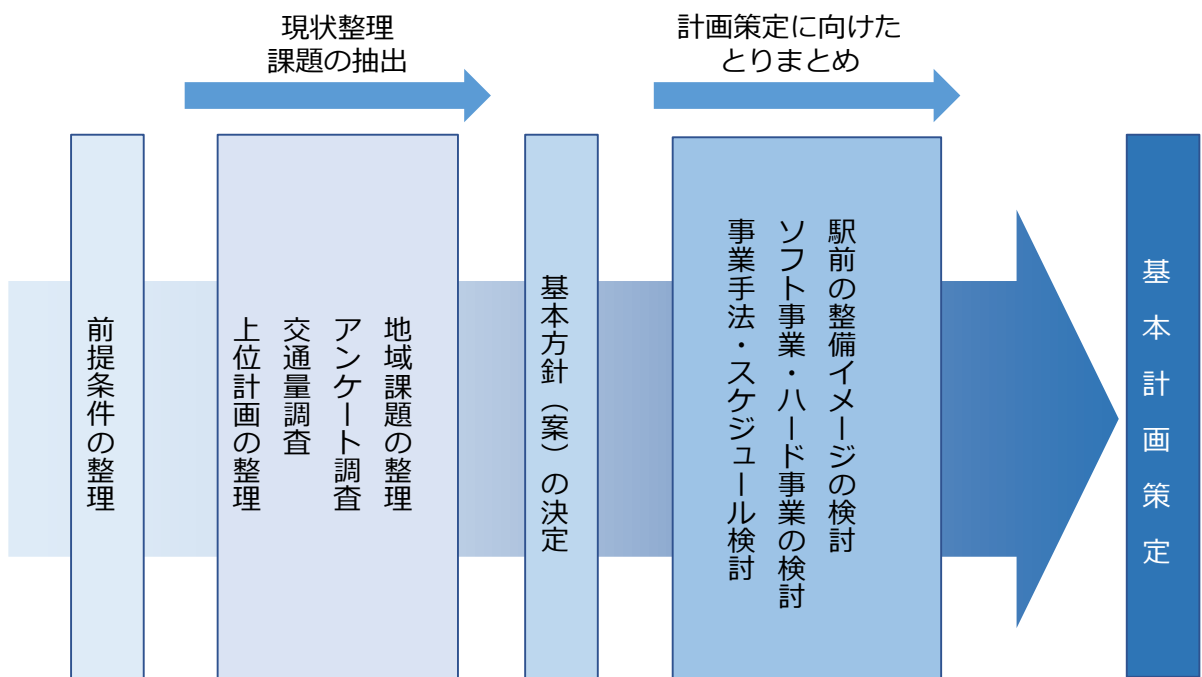 現状整理
課題の抽出
計画策定に向けた
とりまとめ
前提条件の整理
地域課題の整理
アンケート調査
交通量調査
上位計画の整理
基本方針（案）の決定
駅前の整備イメージの検討
ソフト事業・ハード事業の検討
事業手法・スケジュール検討
基本計画策定